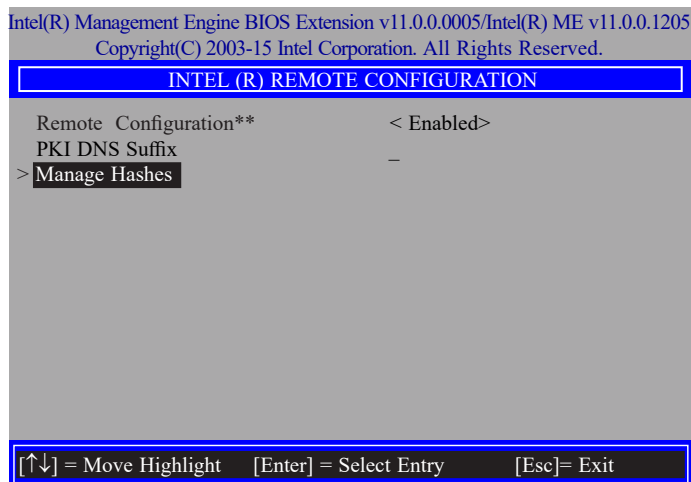 Intel(R) Management Engine BIOS Extension v11.0.0.0005/Intel(R) ME v11.0.0.1205
Copyright(C) 2003-15 Intel Corporation. All Rights Reserved.
INTEL (R) REMOTE CONFIGURATION
Remote Configuration** < Enabled>
PKI DNS Suffix _
> Manage Hashes
[↑↓] = Move Highlight [Enter] = Select Entry [Esc]= Exit